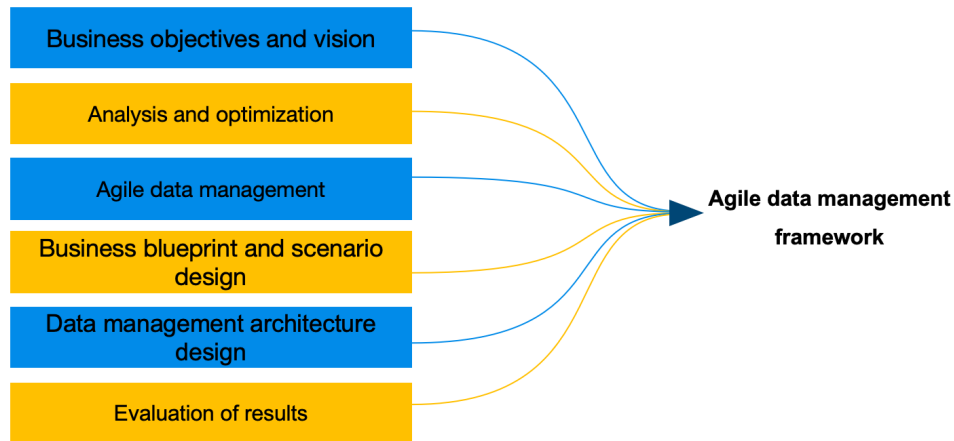 Business objectives and vision
Analysis and optimization
Agile data management
Business blueprint and scenario
design
Data management architecture
design
Evaluation of results
Agile data management
framework